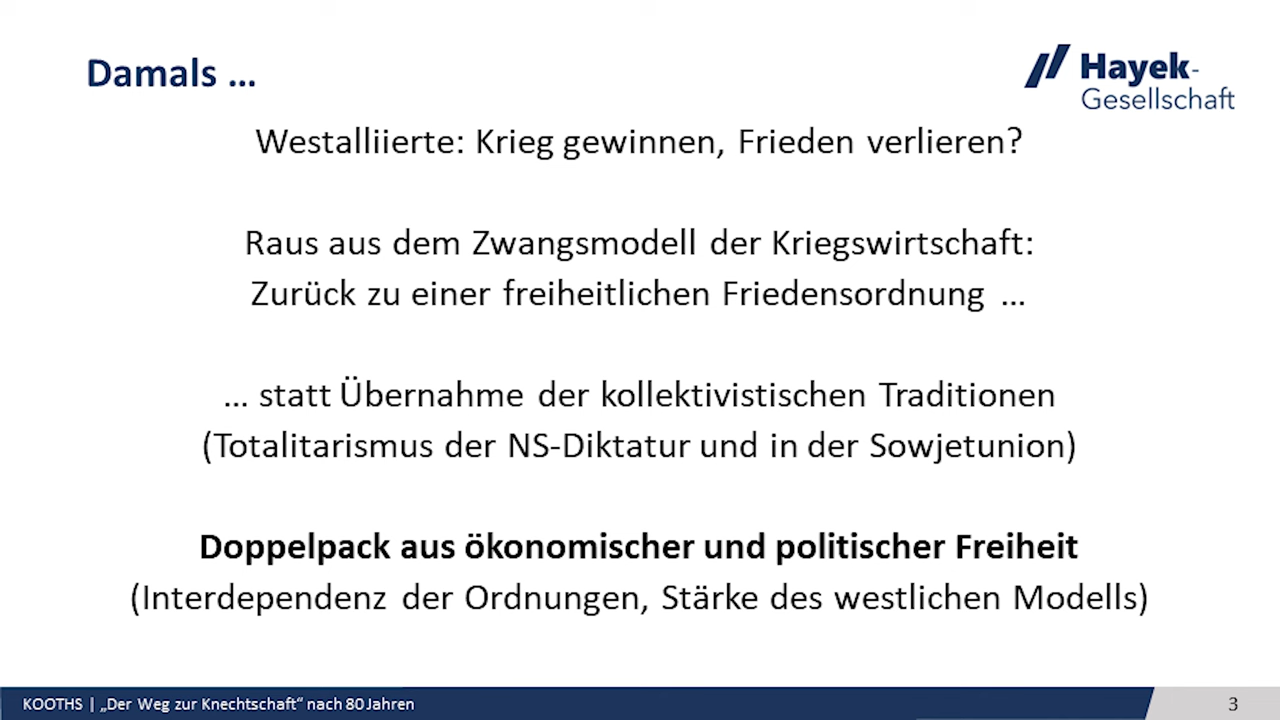 Damals …
Hayek-
Gesellschaft
Westalliierte: Krieg gewinnen, Frieden verlieren?
Raus aus dem Zwangsmodell der Kriegswirtschaft:
Zurück zu einer freiheitlichen Friedensordnung …
… statt Übernahme der kollektivistischen Traditionen
(Totalitarismus der NS-Diktatur und in der Sowjetunion)
Doppelpack aus ökonomischer und politischer Freiheit
(Interdependenz der Ordnungen, Stärke des westlichen Modells)
KOOTHS | „Der Weg zur Knechtschaft“ nach 80 Jahren
3